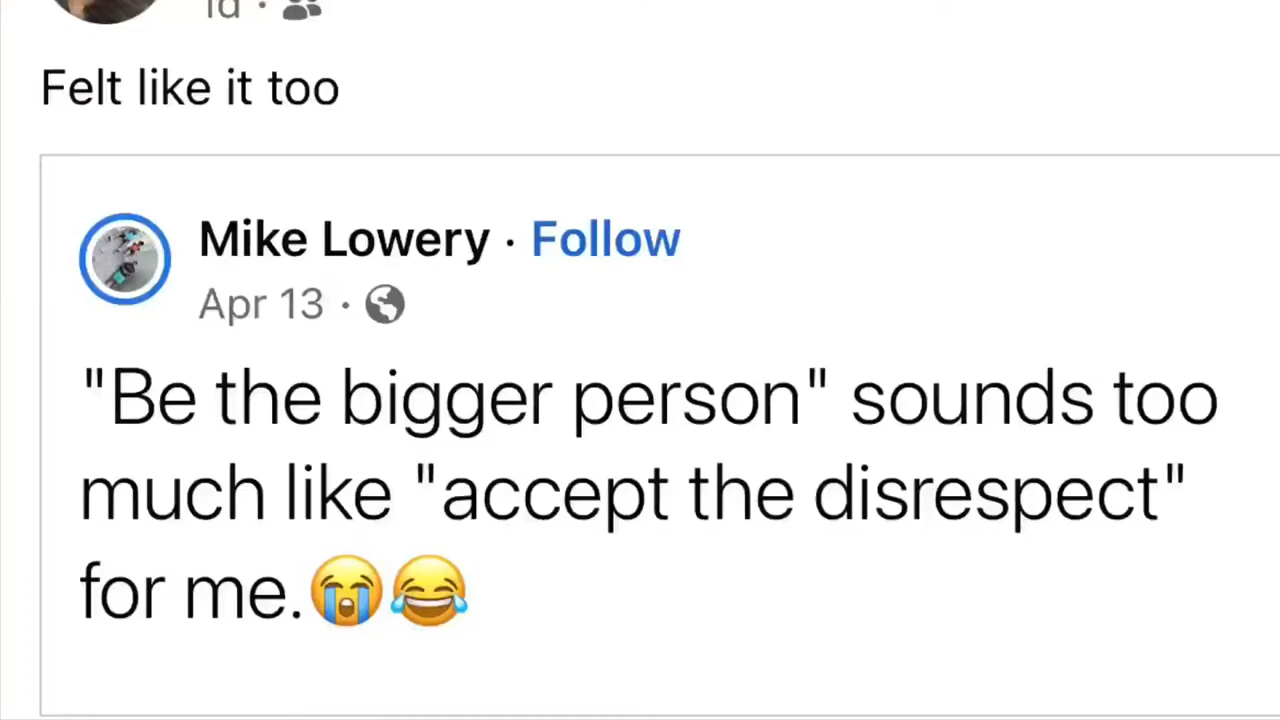 1d ·
Felt like it too
Mike Lowery · Follow
Apr 13 ·
"Be the bigger person" sounds too
much like "accept the disrespect"
for me.😭😂